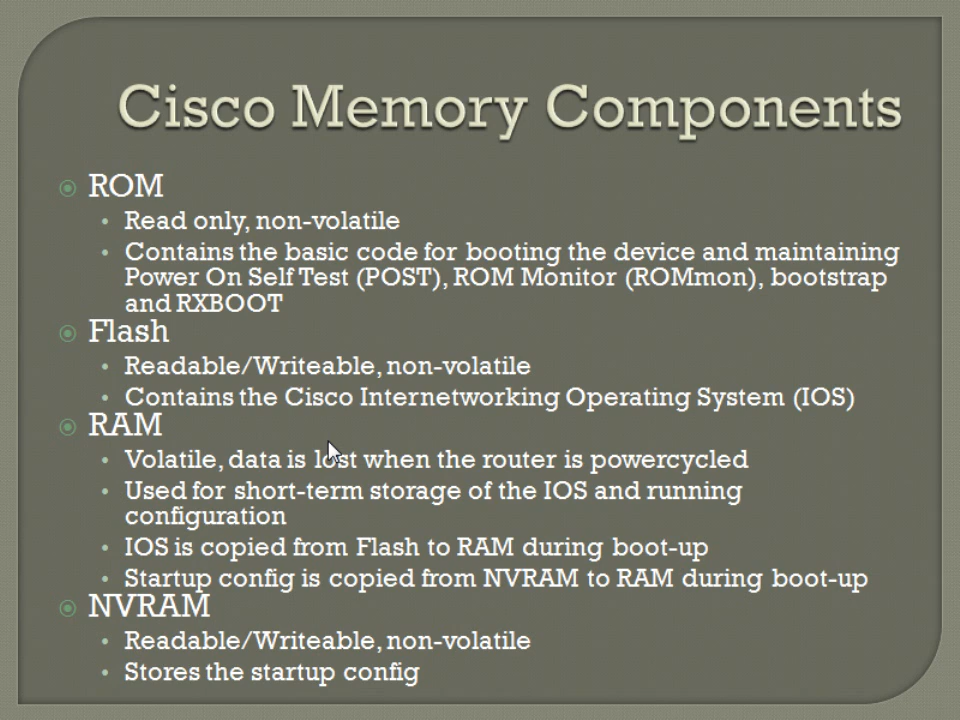 Cisco Memory Components
ROM
Read only, non-volatile
Contains the basic code for booting the device and maintaining
Power On Self Test (POST), ROM Monitor (ROMmon), bootstrap
and RXBOOT
Flash
Readable/Writeable, non-volatile
Contains the Cisco Internetworking Operating System (IOS)
RAM
Volatile, data is lost when the router is powercycled
Used for short-term storage of the IOS and running
configuration
IOS is copied from Flash to RAM during boot-up
Startup config is copied from NVRAM to RAM during boot-up
NVRAM
Readable/Writeable, non-volatile
Stores the startup config